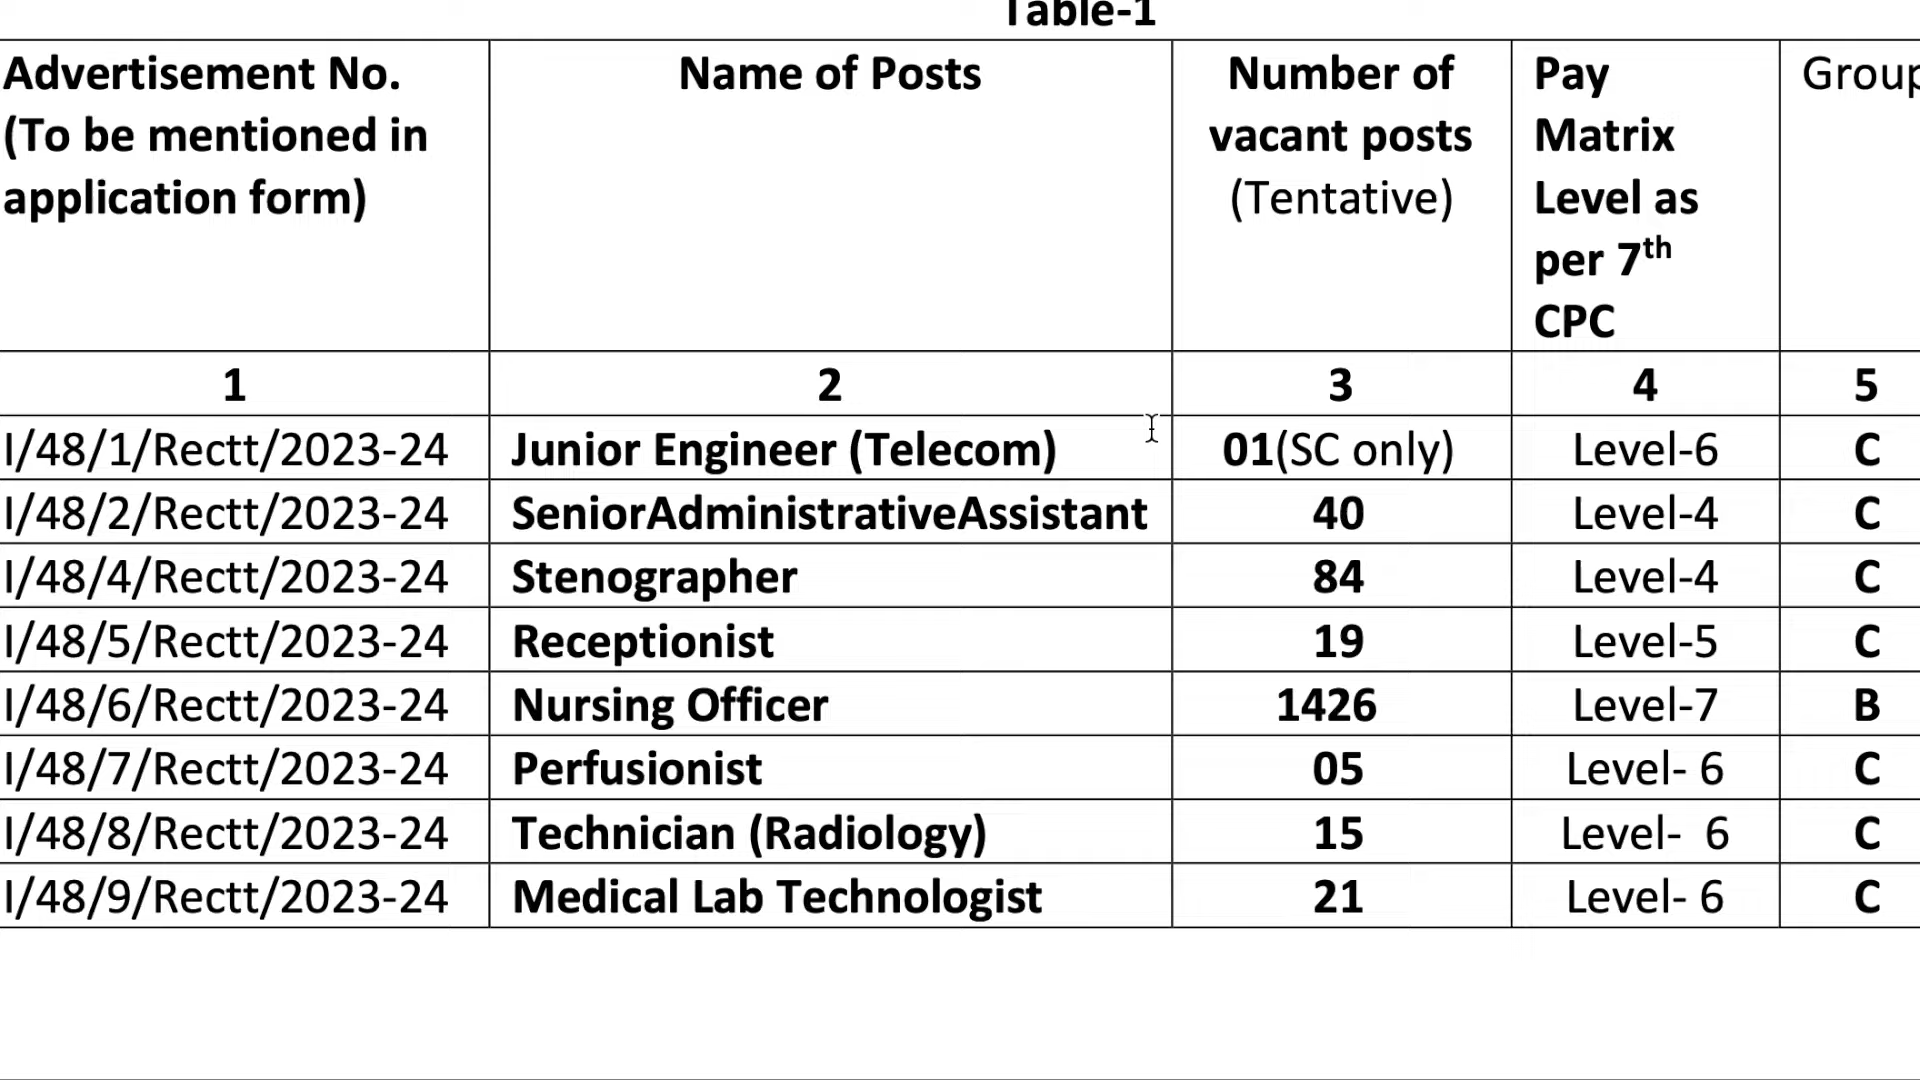 Table-1
Advertisement No. Name of Posts Number of Pay Group
(To be mentioned in vacant posts Matrix
application form) (Tentative) Level as
per 7th
CPC
1 2 3 4 5
I/48/1/Rectt/2023-24 Junior Engineer (Telecom) 01(SC only) Level-6 C
I/48/2/Rectt/2023-24 SeniorAdministrativeAssistant 40 Level-4 C
I/48/4/Rectt/2023-24 Stenographer 84 Level-4 C
I/48/5/Rectt/2023-24 Receptionist 19 Level-5 C
I/48/6/Rectt/2023-24 Nursing Officer 1426 Level-7 B
I/48/7/Rectt/2023-24 Perfusionist 05 Level- 6 C
I/48/8/Rectt/2023-24 Technician (Radiology) 15 Level- 6 C
I/48/9/Rectt/2023-24 Medical Lab Technologist 21 Level- 6 C